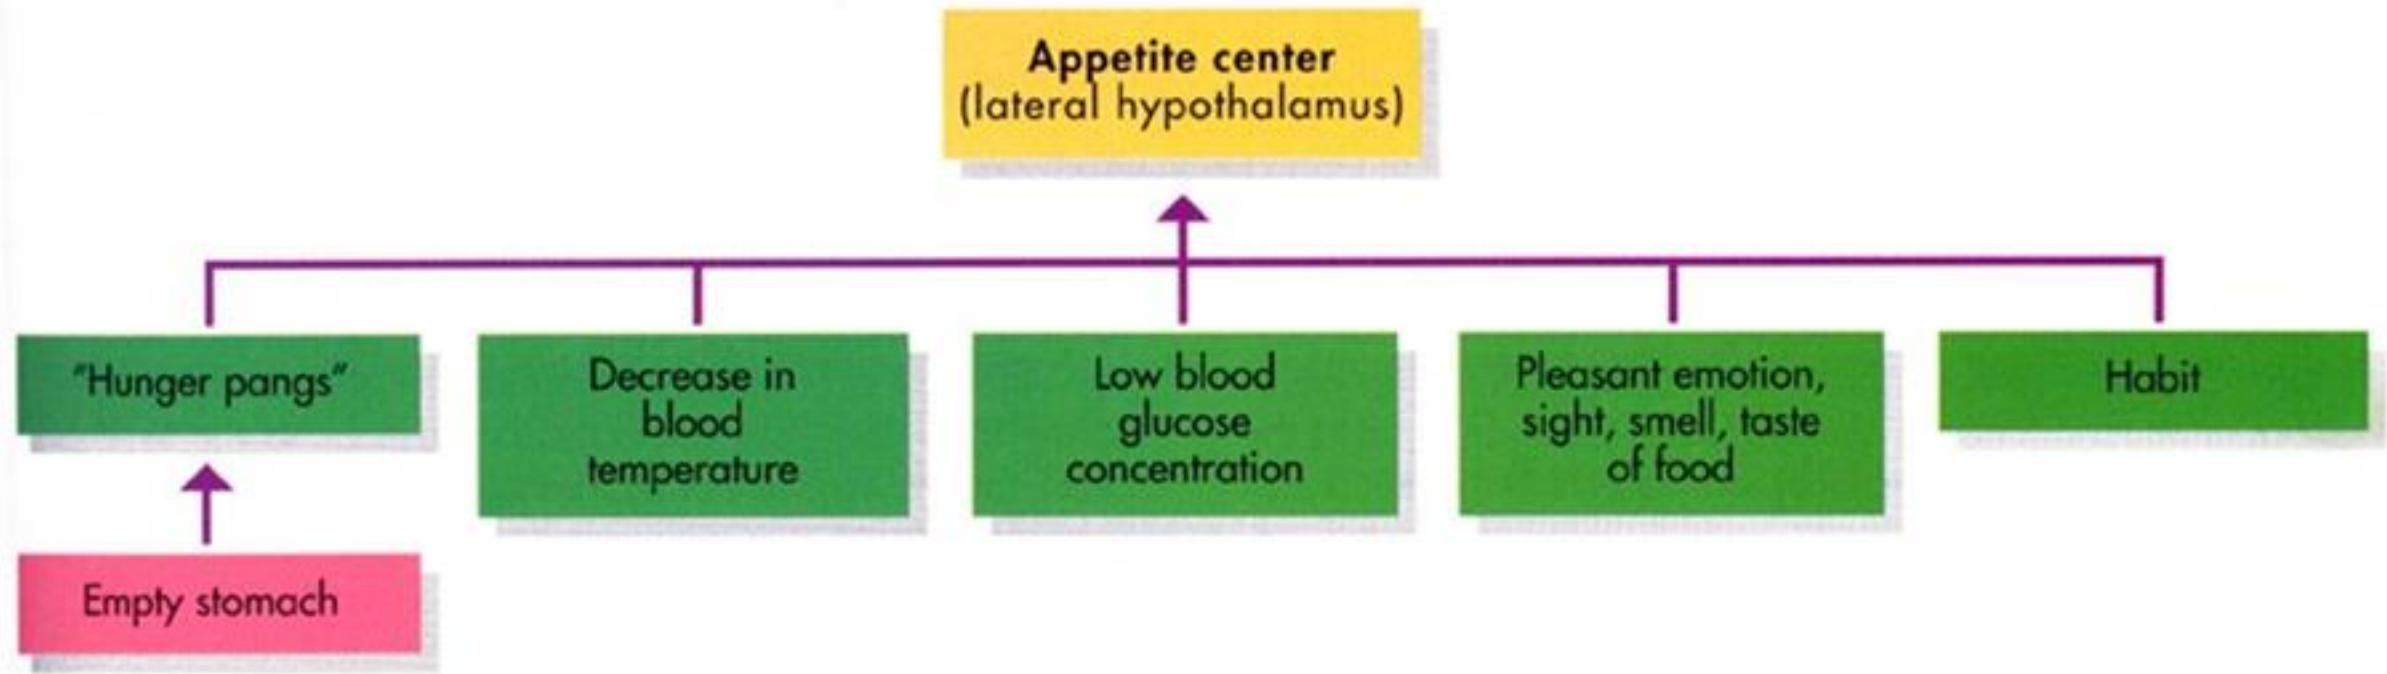 Appetite center
(lateral hypothalamus)
"Hunger pangs"
Decrease in
blood
temperature
Low blood
glucose
concentration
Pleasant emotion,
sight, smell, taste
of food
Habit
Empty stomach